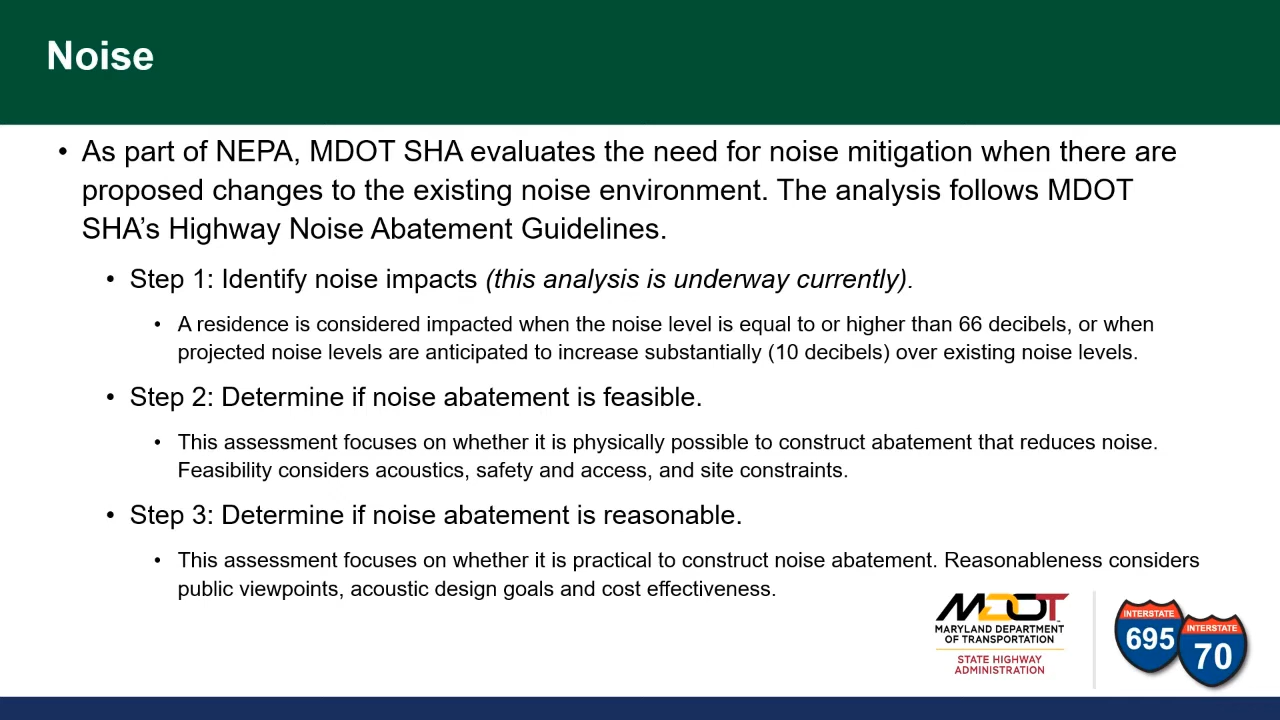 Noise
• As part of NEPA, MDOT SHA evaluates the need for noise mitigation when there are
proposed changes to the existing noise environment. The analysis follows MDOT
SHA’s Highway Noise Abatement Guidelines.
• Step 1: Identify noise impacts (this analysis is underway currently).
• A residence is considered impacted when the noise level is equal to or higher than 66 decibels, or when
projected noise levels are anticipated to increase substantially (10 decibels) over existing noise levels.
• Step 2: Determine if noise abatement is feasible.
• This assessment focuses on whether it is physically possible to construct abatement that reduces noise.
Feasibility considers acoustics, safety and access, and site constraints.
• Step 3: Determine if noise abatement is reasonable.
• This assessment focuses on whether it is practical to construct noise abatement. Reasonableness considers
public viewpoints, acoustic design goals and cost effectiveness.
MDOT
MARYLAND DEPARTMENT
OF TRANSPORTATION
STATE HIGHWAY
ADMINISTRATION
INTERSTATE
695
INTERSTATE
70